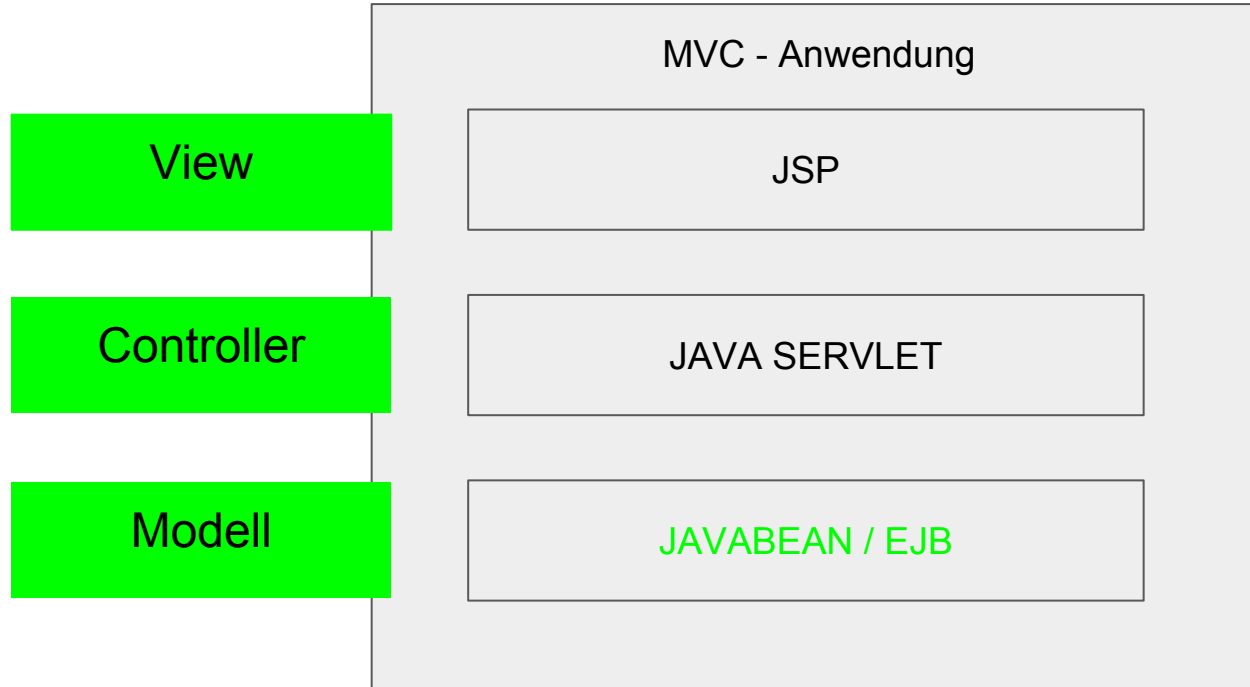 MVC - Anwendung
View
JSP
Controller
JAVA SERVLET
Modell
JAVABEAN / EJB